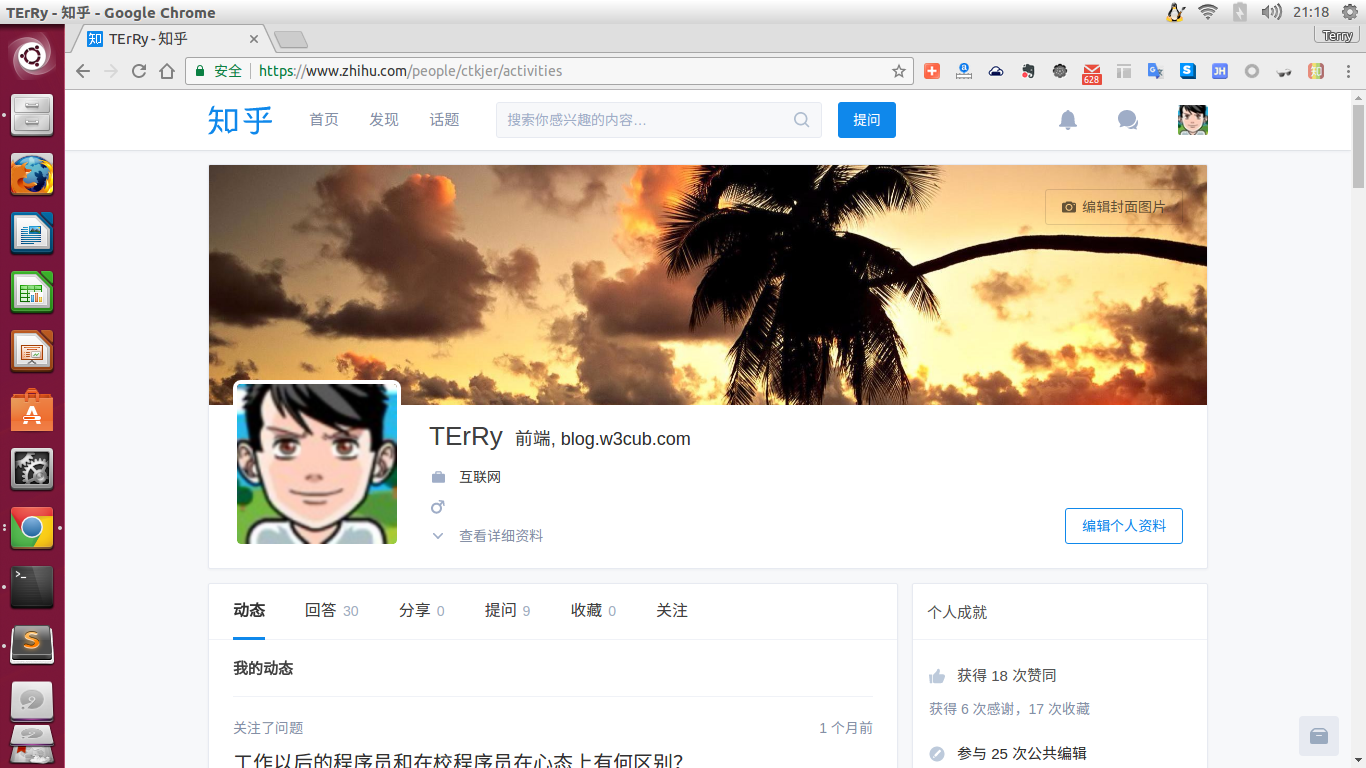 TErRy - 知乎 - Google Chrome
21:18
TErRy - 知乎
Terry
安全
https://www.zhihu.com/people/ctkjer/activities
628
知乎
首页
发现
话题
搜索你感兴趣的内容…
提问
编辑封面图片
TErRy 前端, blog.w3cub.com
互联网
查看详细资料
编辑个人资料
动态
回答 30
分享 0
提问 9
收藏 0
关注
个人成就
我的动态
获得 18 次赞同
获得 6 次感谢，17 次收藏
关注了问题
1 个月前
参与 25 次公共编辑
工作以后的程序员和在校程序员在心态上有何区别？